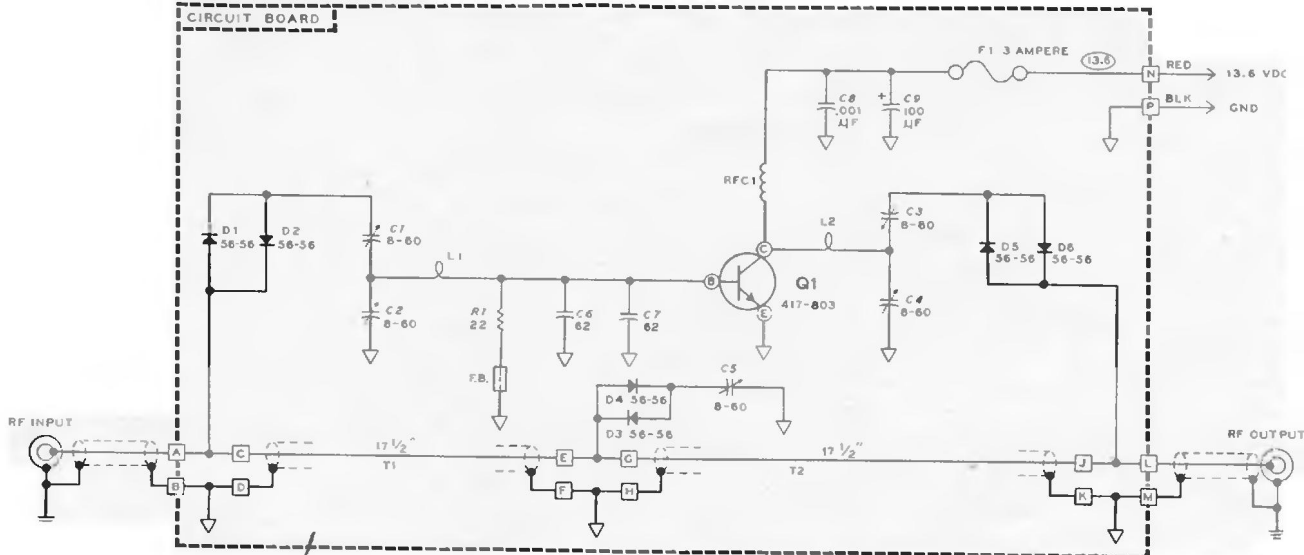 CIRCUIT BOARD
F1 3 AMPERE
13.6
N
RED
13.6 VDC
P
BLK
GND
C8
.001
µF
+
C9
100
µF
RFC1
D1
56-56
D2
56-56
C1
8-60
L1
C2
8-60
R1
22
F.B.
C6
62
C7
62
B
C
E
Q1
417-803
L2
C3
8-60
C4
8-60
D5
56-56
D6
56-56
D4 56-56
D3 56-56
C5
8-60
RF INPUT
A
B
C
D
17 1/2"
T1
E
F
G
H
17 1/2"
T2
J
K
L
M
RF OUTPUT